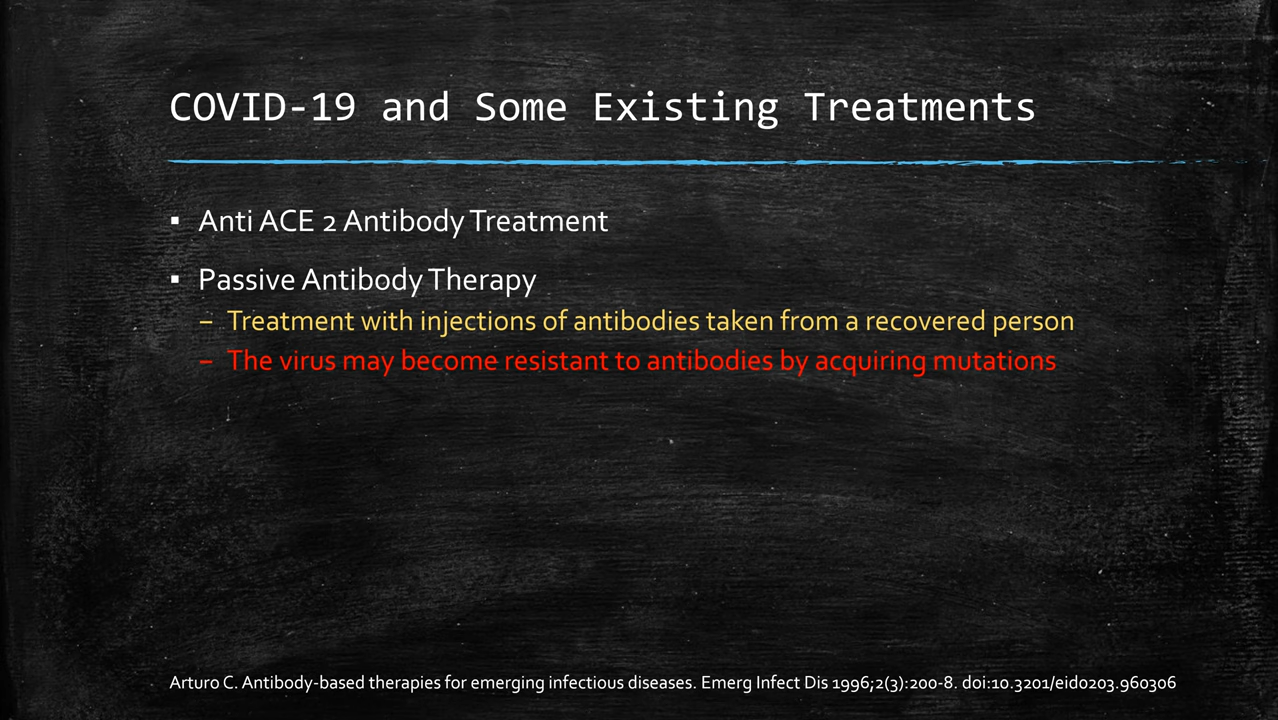 COVID-19 and Some Existing Treatments
▪ Anti ACE 2 Antibody Treatment
▪ Passive Antibody Therapy
– Treatment with injections of antibodies taken from a recovered person
– The virus may become resistant to antibodies by acquiring mutations
Arturo C. Antibody-based therapies for emerging infectious diseases. Emerg Infect Dis 1996;2(3):200-8. doi:10.3201/eid0203.960306